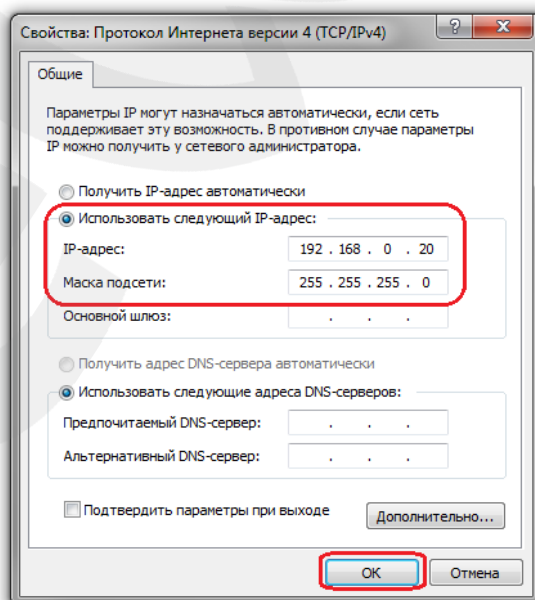 Свойства: Протокол Интернета версии 4 (TCP/IPv4)
Общие
Параметры IP могут назначаться автоматически, если сеть
поддерживает эту возможность. В противном случае параметры
IP можно получить у сетевого администратора.
Получить IP-адрес автоматически
Использовать следующий IP-адрес:
IP-адрес: 192 . 168 . 0 . 20
Маска подсети: 255 . 255 . 255 . 0
Основной шлюз: . . .
Получить адрес DNS-сервера автоматически
Использовать следующие адреса DNS-серверов:
Предпочитаемый DNS-сервер: . . .
Альтернативный DNS-сервер: . . .
Подтвердить параметры при выходе
Дополнительно...
ОК Отмена